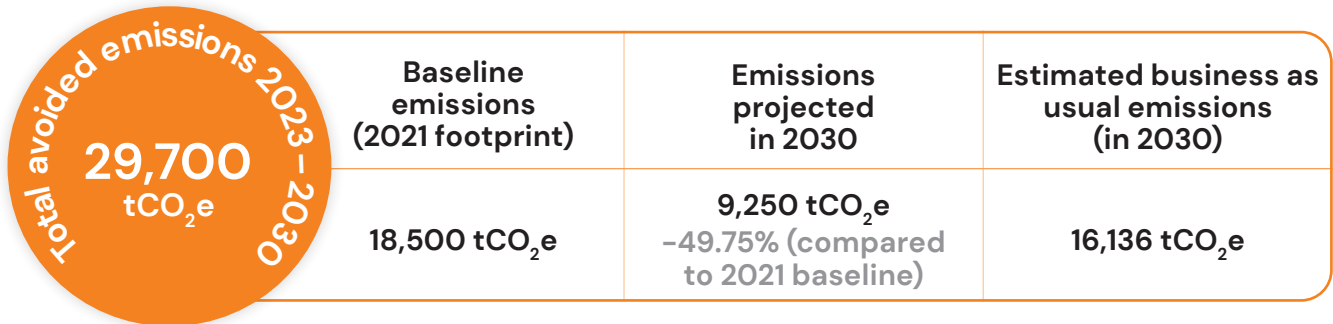 Total avoided emissions 2023 – 2030
29,700
tCO₂e
Baseline
emissions
(2021 footprint)
Emissions
projected
in 2030
Estimated business as
usual emissions
(in 2030)
18,500 tCO₂e
9,250 tCO₂e
-49.75% (compared
to 2021 baseline)
16,136 tCO₂e